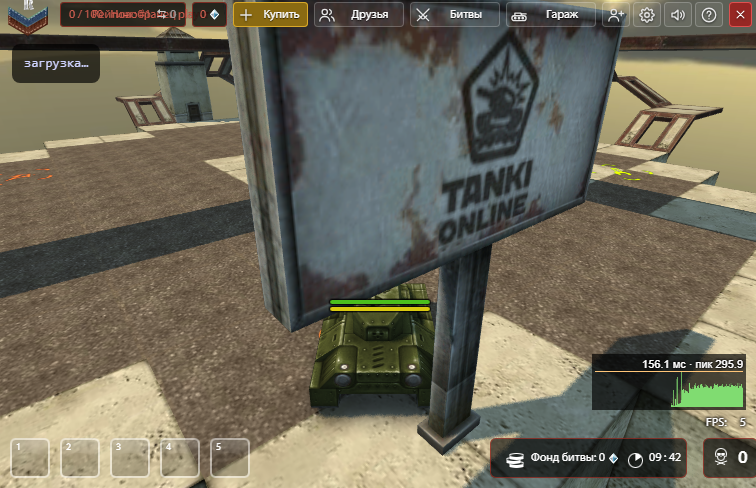 0
Купить
Друзья
Битвы
Гараж
загрузка...
TANKI
ONLINE
156.1 мс · пик 295.9
FPS: 5
1
2
3
4
5
Фонд битвы: 0
09:42
0